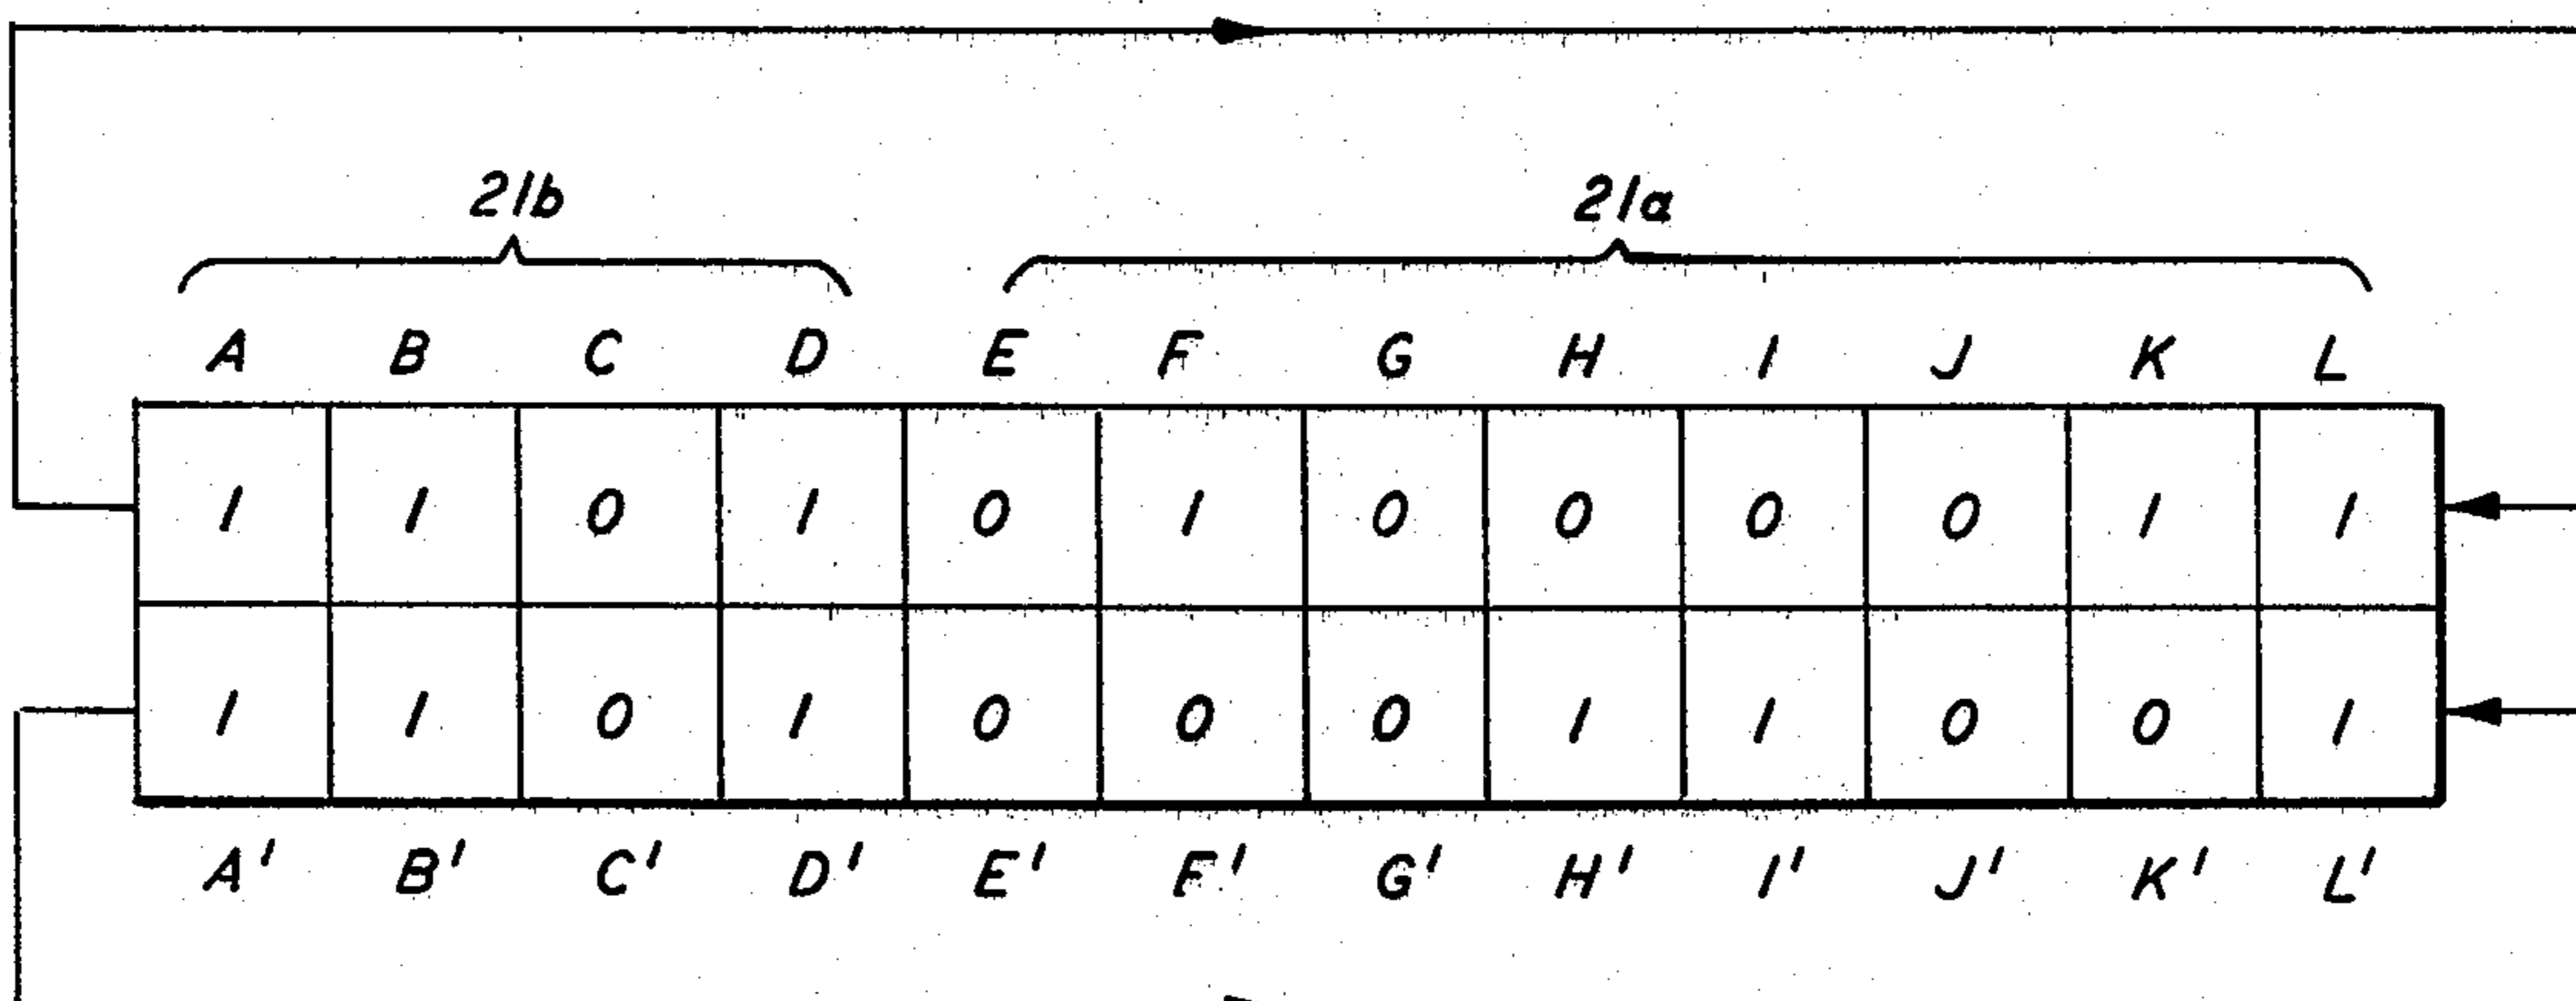 21b 21a
A B C D E F G H I J K L
1 1 0 1 0 1 0 0 0 0 1 1
1 1 0 1 0 0 0 1 1 0 0 1
A' B' C' D' E' F' G' H' I' J' K' L'